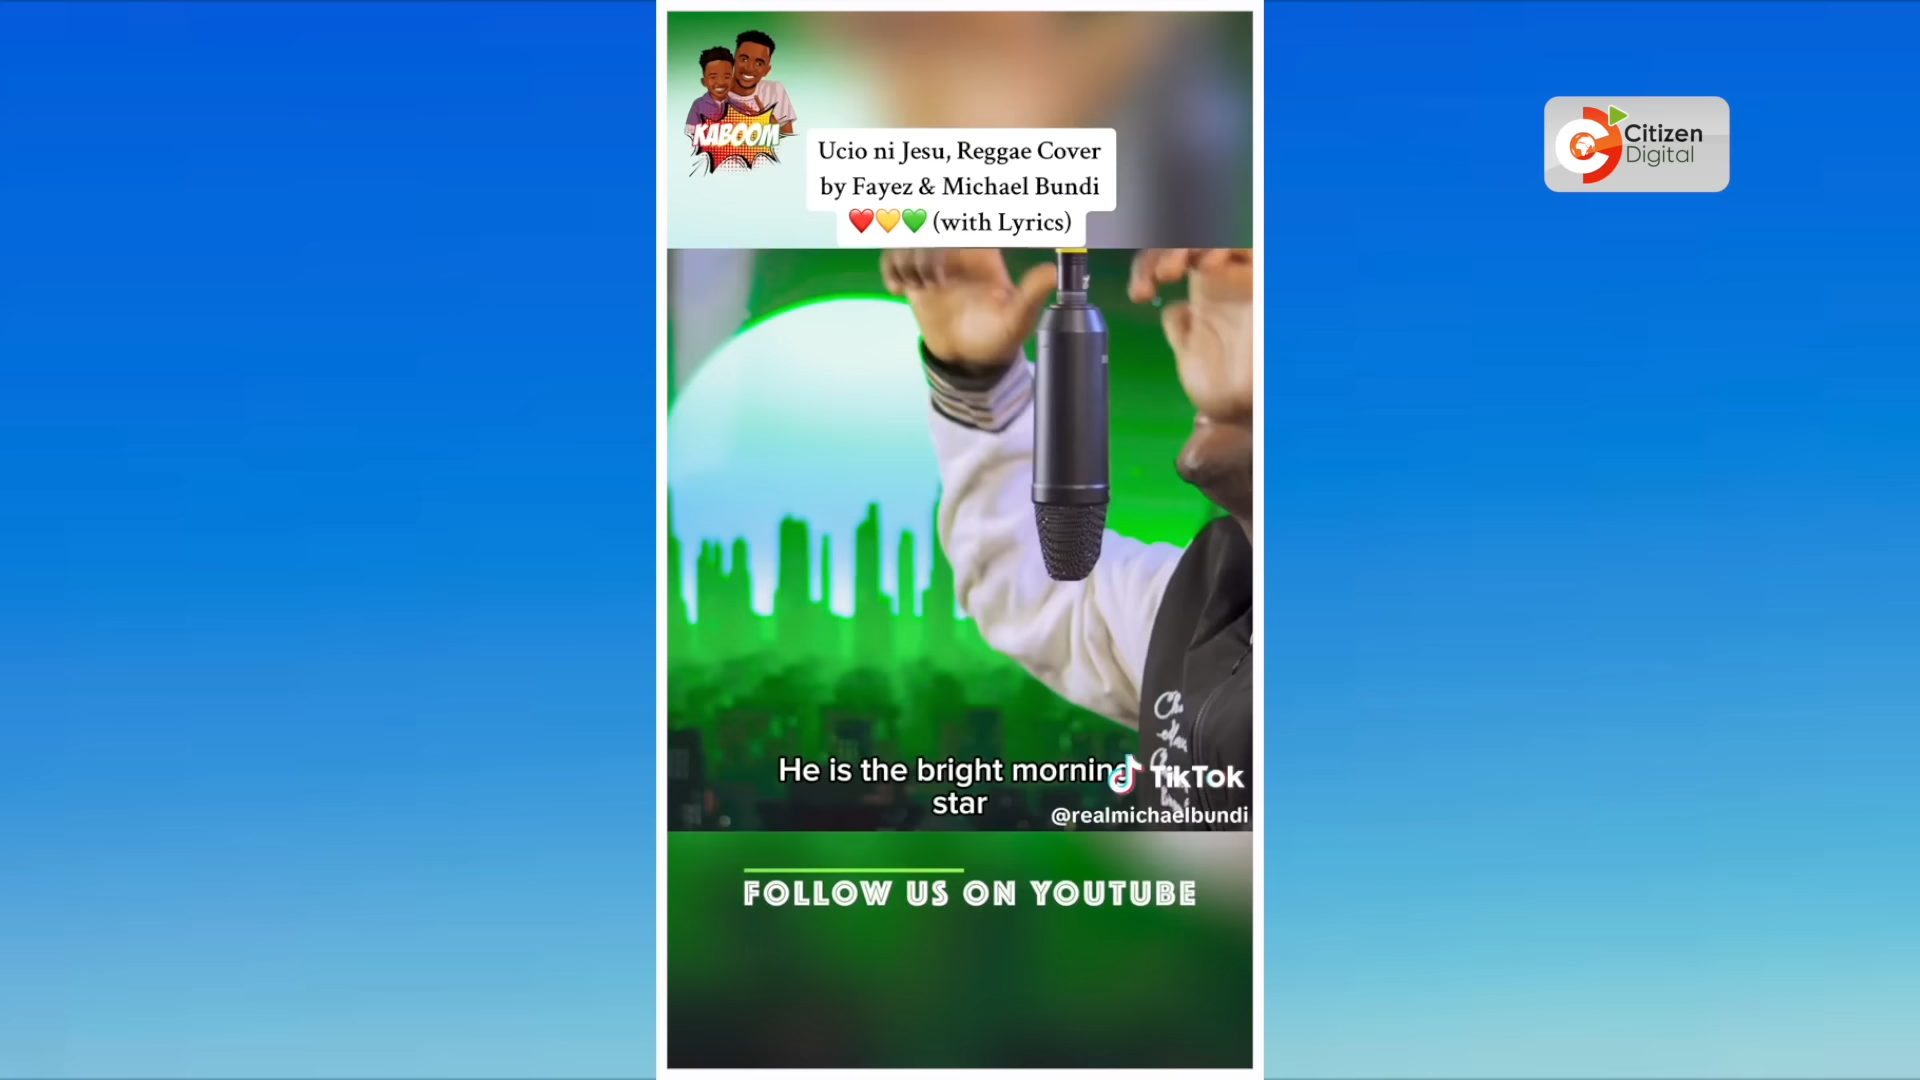 KABOOM
Ucio ni Jesu, Reggae Cover
by Fayez & Michael Bundi
❤️💛💚 (with Lyrics)
Citizen
Digital
He is the bright morning
star
TikTok
@realmichaelbundi
FOLLOW US ON YOUTUBE